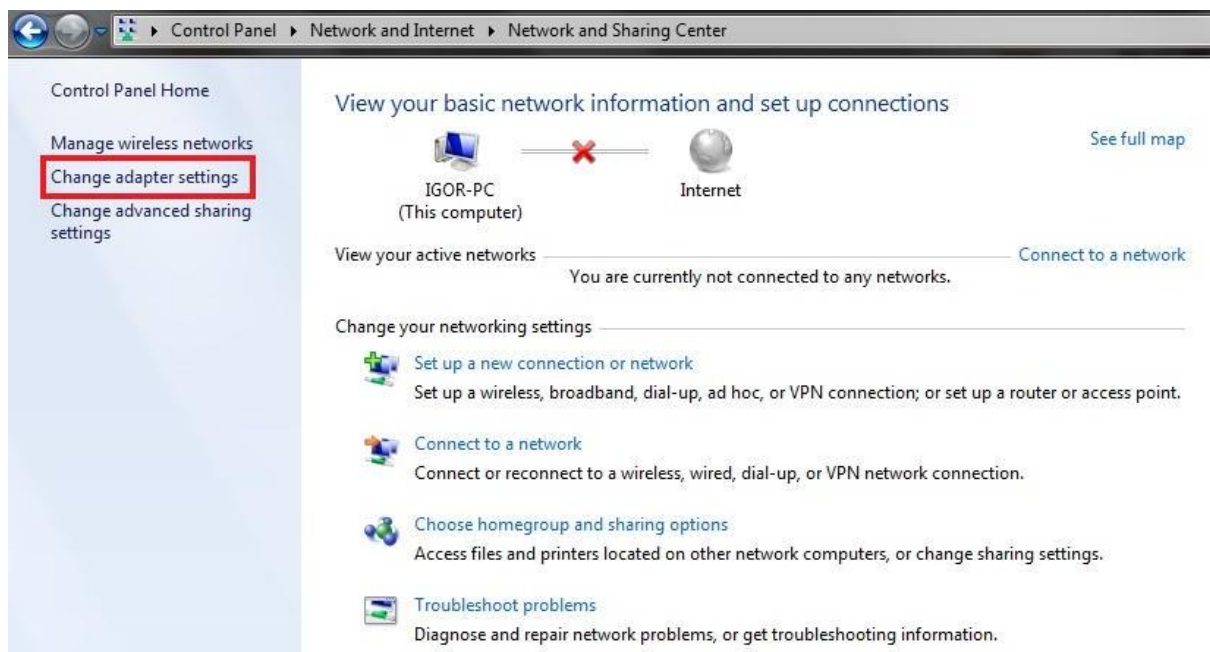 Control Panel ▸ Network and Internet ▸ Network and Sharing Center
Control Panel Home
Manage wireless networks
Change adapter settings
Change advanced sharing
settings
View your basic network information and set up connections
See full map
IGOR-PC
(This computer)
Internet
View your active networks
Connect to a network
You are currently not connected to any networks.
Change your networking settings
Set up a new connection or network
Set up a wireless, broadband, dial-up, ad hoc, or VPN connection; or set up a router or access point.
Connect to a network
Connect or reconnect to a wireless, wired, dial-up, or VPN network connection.
Choose homegroup and sharing options
Access files and printers located on other network computers, or change sharing settings.
Troubleshoot problems
Diagnose and repair network problems, or get troubleshooting information.